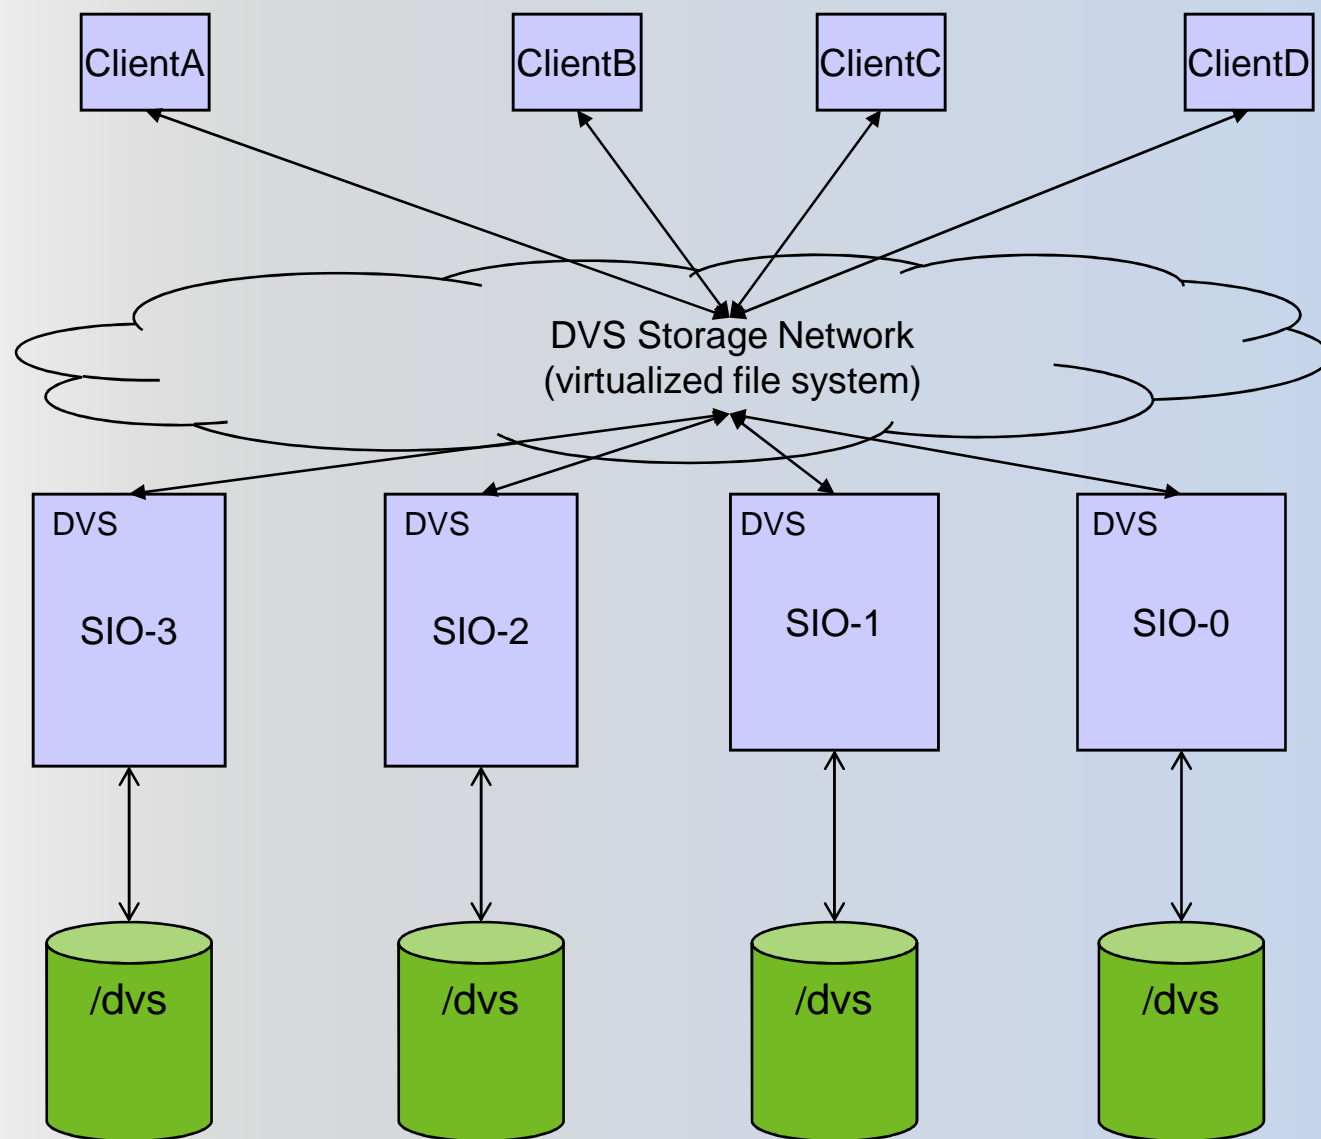 ClientA
ClientB
ClientC
ClientD
DVS Storage Network
(virtualized file system)
DVS
DVS
DVS
DVS
SIO-3
SIO-2
SIO-1
SIO-0
/dvs
/dvs
/dvs
/dvs